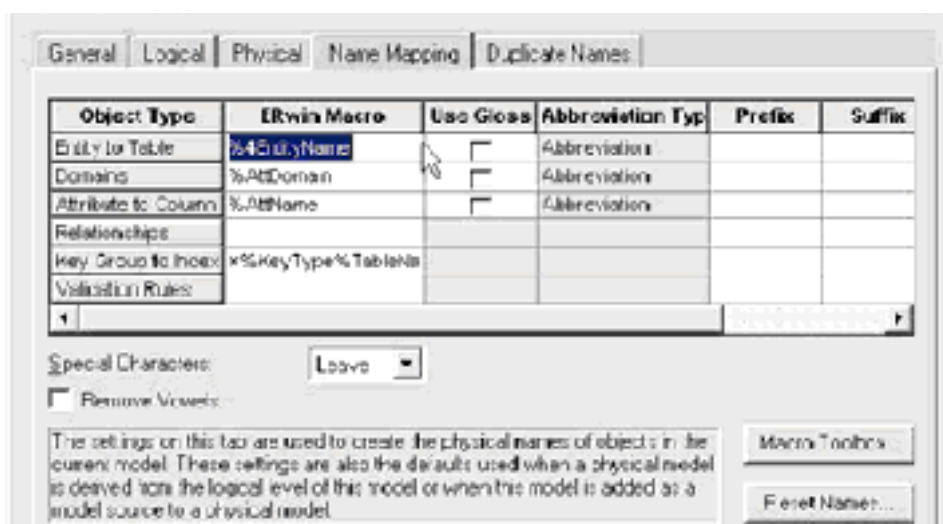 General Logical Physical Name Mapping Duplicate Names
Object Type ERwin Macro Use Gloss Abbreviation Typ Prefix Suffix
Entity to Table %4EntityName Abbreviation
Domains %AttDomain Abbreviation
Attribute to Column %AttName Abbreviation
Relationships
Key Group to Index x%KeyType%TableNa
Validation Rules
Special Characters: Leave
Remove Vowels
The settings on this tab are used to create the physical names of objects in the
current model. These settings are also the defaults used when a physical model
is derived from the logical level of this model or when this model is added as a
model source to a physical model.
Macro Toolbox...
Reset Names...